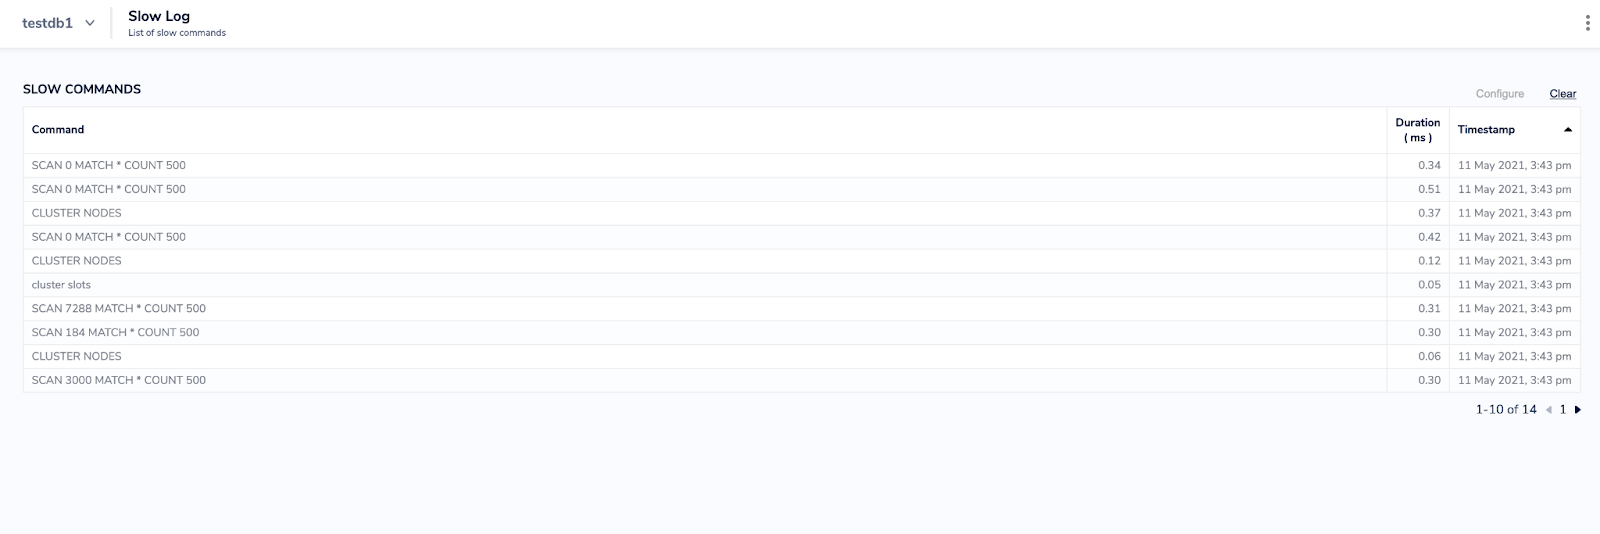 testdb1
Slow Log
List of slow commands
SLOW COMMANDS
Configure Clear
Command Duration ( ms ) Timestamp
SCAN 0 MATCH * COUNT 500 0.34 11 May 2021, 3:43 pm
SCAN 0 MATCH * COUNT 500 0.51 11 May 2021, 3:43 pm
CLUSTER NODES 0.37 11 May 2021, 3:43 pm
SCAN 0 MATCH * COUNT 500 0.42 11 May 2021, 3:43 pm
CLUSTER NODES 0.12 11 May 2021, 3:43 pm
cluster slots 0.05 11 May 2021, 3:43 pm
SCAN 7288 MATCH * COUNT 500 0.31 11 May 2021, 3:43 pm
SCAN 184 MATCH * COUNT 500 0.30 11 May 2021, 3:43 pm
CLUSTER NODES 0.06 11 May 2021, 3:43 pm
SCAN 3000 MATCH * COUNT 500 0.30 11 May 2021, 3:43 pm
1-10 of 14 1